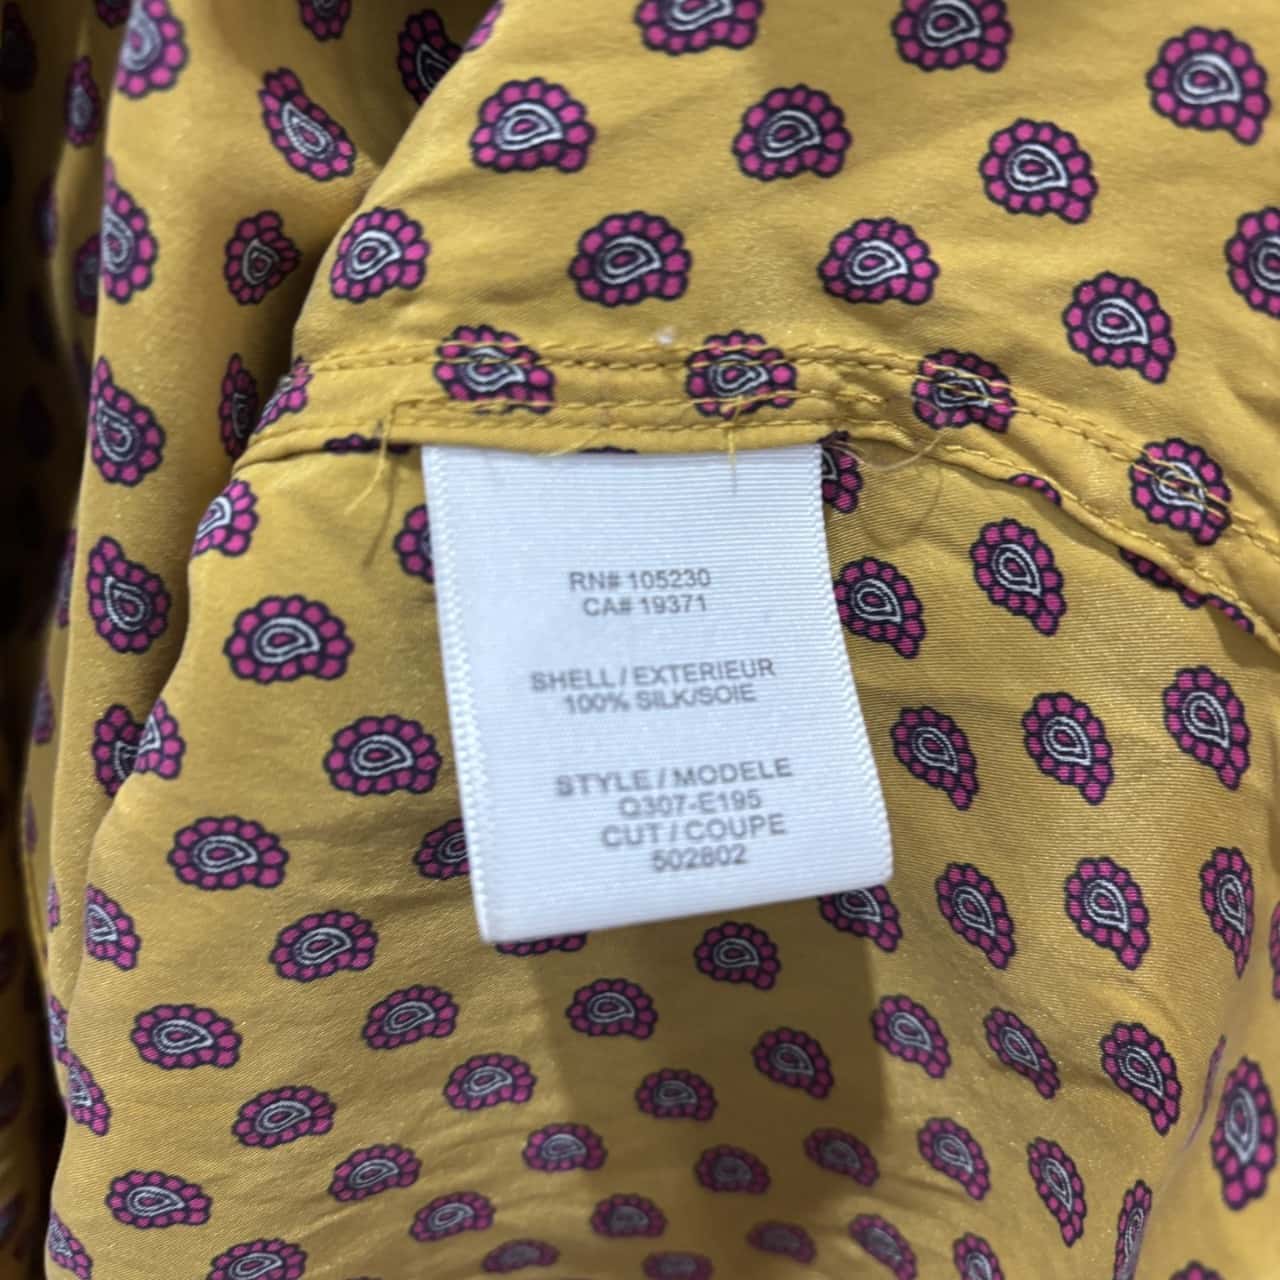 RN# 105230
CA# 19371
SHELL / EXTERIEUR
100% SILK/SOIE
STYLE / MODELE
Q307-E195
CUT / COUPE
502802